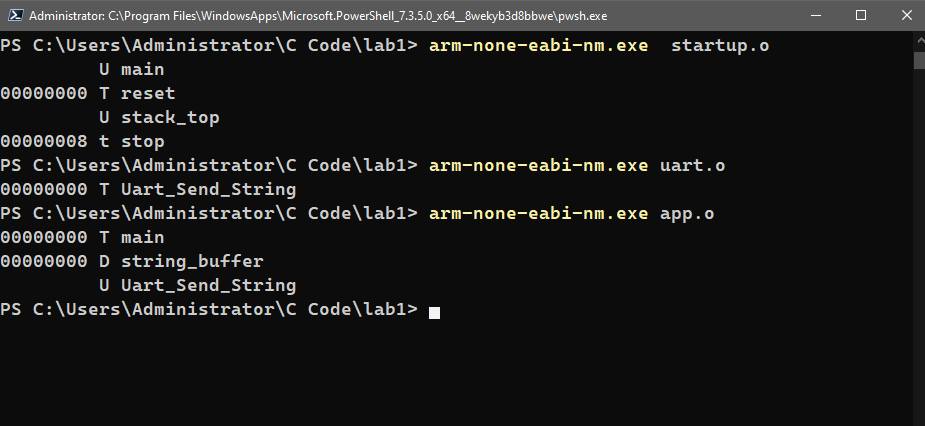 Administrator: C:\Program Files\WindowsApps\Microsoft.PowerShell_7.3.5.0_x64__8wekyb3d8bbwe\pwsh.exe
PS C:\Users\Administrator\C Code\lab1> arm-none-eabi-nm.exe  startup.o
         U main
00000000 T reset
         U stack_top
00000008 t stop
PS C:\Users\Administrator\C Code\lab1> arm-none-eabi-nm.exe uart.o
00000000 T Uart_Send_String
PS C:\Users\Administrator\C Code\lab1> arm-none-eabi-nm.exe app.o
00000000 T main
00000000 D string_buffer
         U Uart_Send_String
PS C:\Users\Administrator\C Code\lab1>